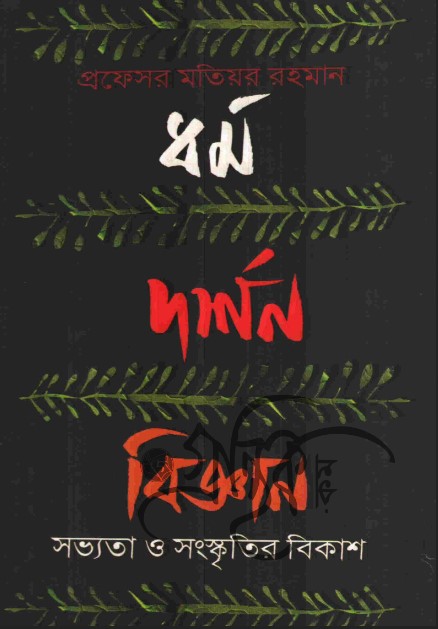 প্রফেসর মতিয়র রহমান
ধর্ম
দর্শন
বিজ্ঞান
সভ্যতা ও সংস্কৃতির বিকাশ